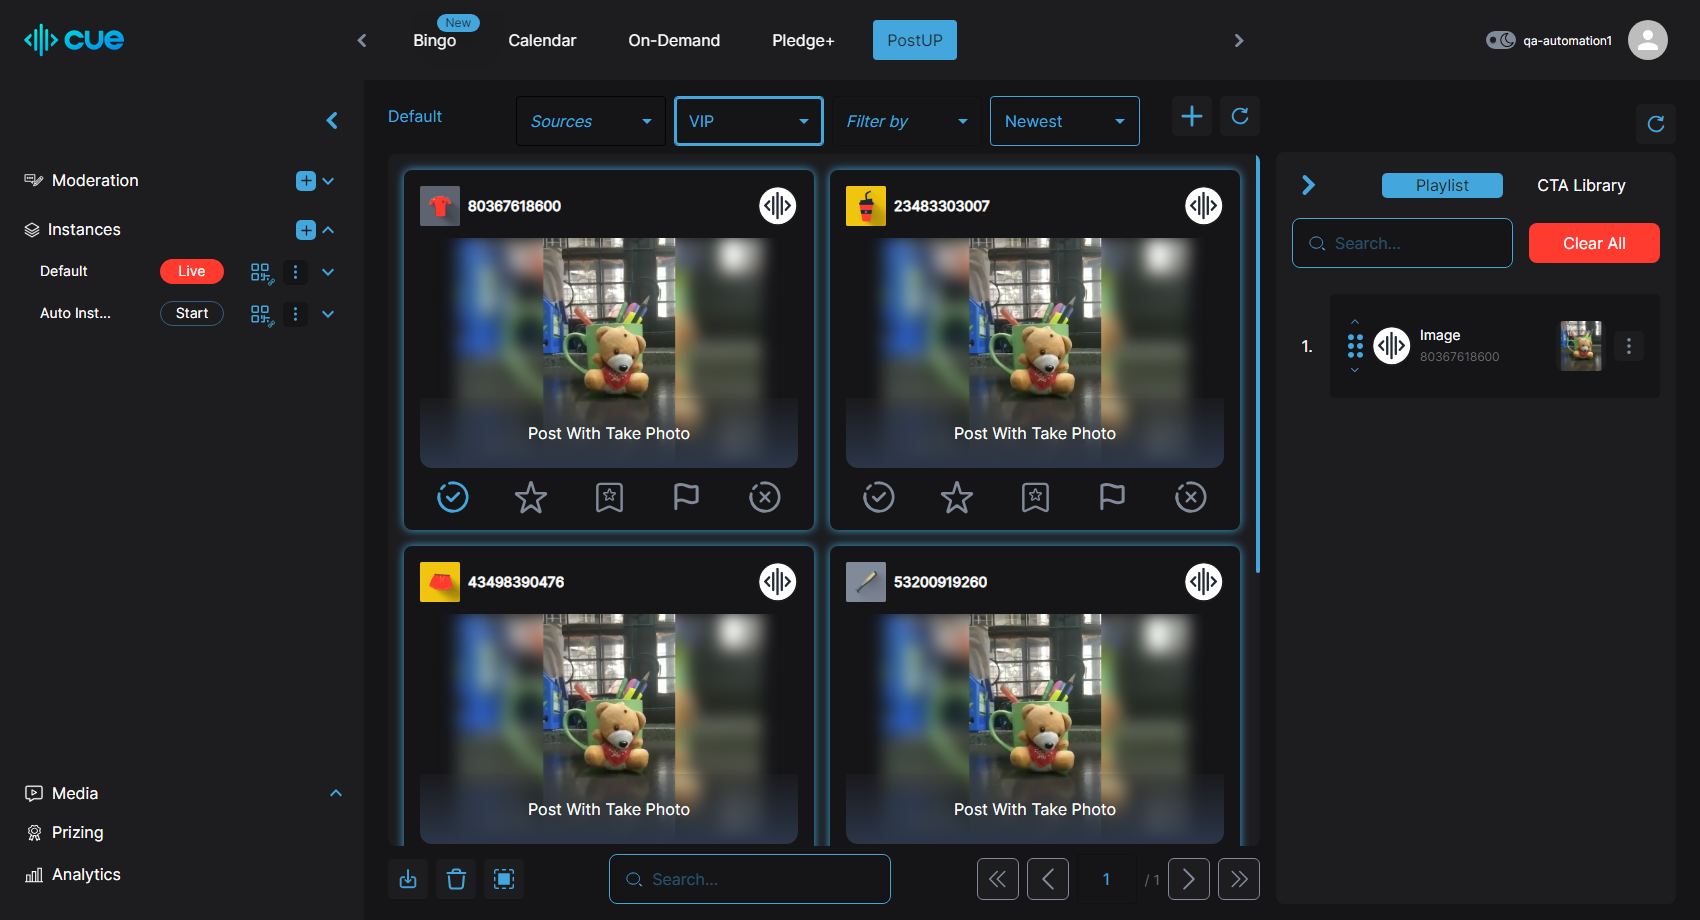 cue
New
Bingo
Calendar
On-Demand
Pledge+
PostUP
qa-automation1
Default
Sources
VIP
Filter by
Newest
Moderation
Instances
Default
Live
Auto Inst...
Start
Media
Prizing
Analytics
80367618600
Post With Take Photo
23483303007
Post With Take Photo
43498390476
Post With Take Photo
53200919260
Post With Take Photo
Search...
1
/ 1
Playlist
CTA Library
Search...
Clear All
1.
Image
80367618600